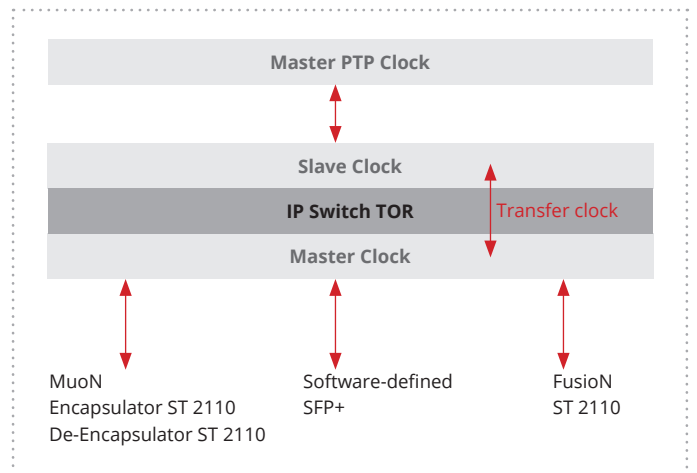 Master PTP Clock
Slave Clock
IP Switch TOR
Transfer clock
Master Clock
MuoN
Encapsulator ST 2110
De-Encapsulator ST 2110
Software-defined
SFP+
FusioN
ST 2110